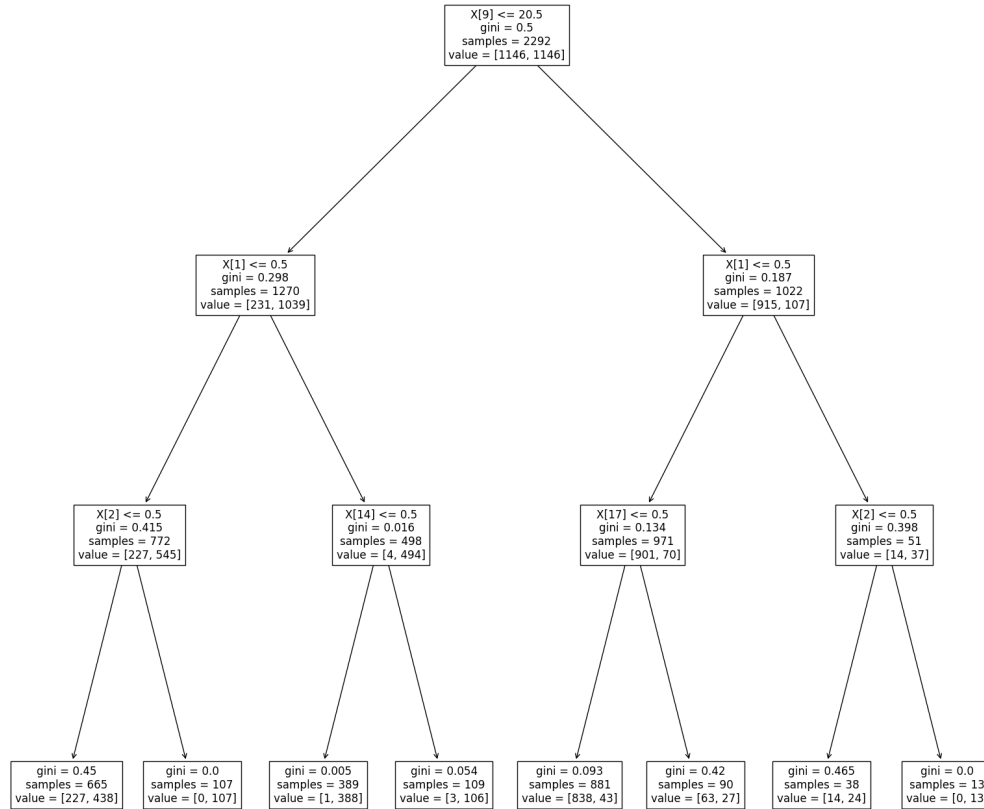 X[9] <= 20.5
gini = 0.5
samples = 2292
value = [1146, 1146]
X[1] <= 0.5
gini = 0.298
samples = 1270
value = [231, 1039]
X[1] <= 0.5
gini = 0.187
samples = 1022
value = [915, 107]
X[2] <= 0.5
gini = 0.415
samples = 772
value = [227, 545]
X[14] <= 0.5
gini = 0.016
samples = 498
value = [4, 494]
X[17] <= 0.5
gini = 0.134
samples = 971
value = [901, 70]
X[2] <= 0.5
gini = 0.398
samples = 51
value = [14, 37]
gini = 0.45
samples = 665
value = [227, 438]
gini = 0.0
samples = 107
value = [0, 107]
gini = 0.005
samples = 389
value = [1, 388]
gini = 0.054
samples = 109
value = [3, 106]
gini = 0.093
samples = 881
value = [838, 43]
gini = 0.42
samples = 90
value = [63, 27]
gini = 0.465
samples = 38
value = [14, 24]
gini = 0.0
samples = 13
value = [0, 13